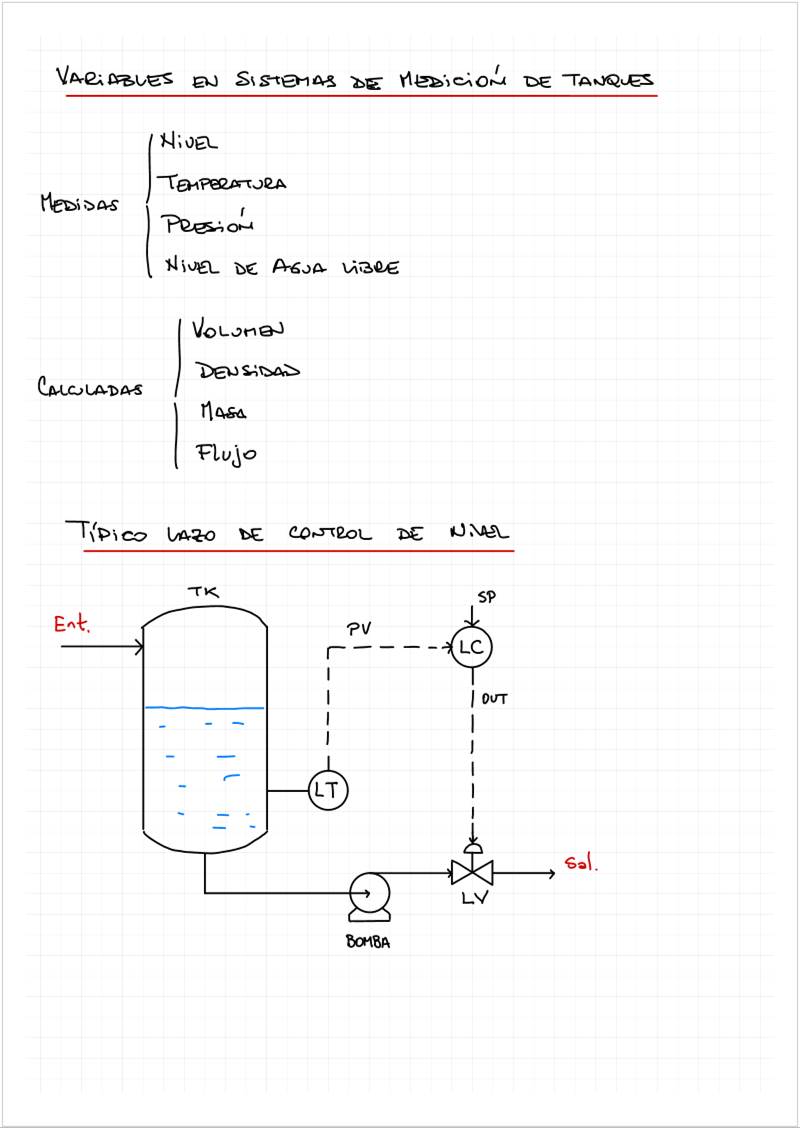 VARIABLES EN SISTEMAS DE MEDICIÓN DE TANQUES
NIVEL
TEMPERATURA
MEDIDAS
PRESIÓN
NIVEL DE AGUA LIBRE
VOLUMEN
DENSIDAD
CALCULADAS
MASA
Flujo
TÍPICO LAZO DE CONTROL DE NIVEL
TK
SP
Ent.
PV
LC
OUT
LT
Sal.
LV
BOMBA